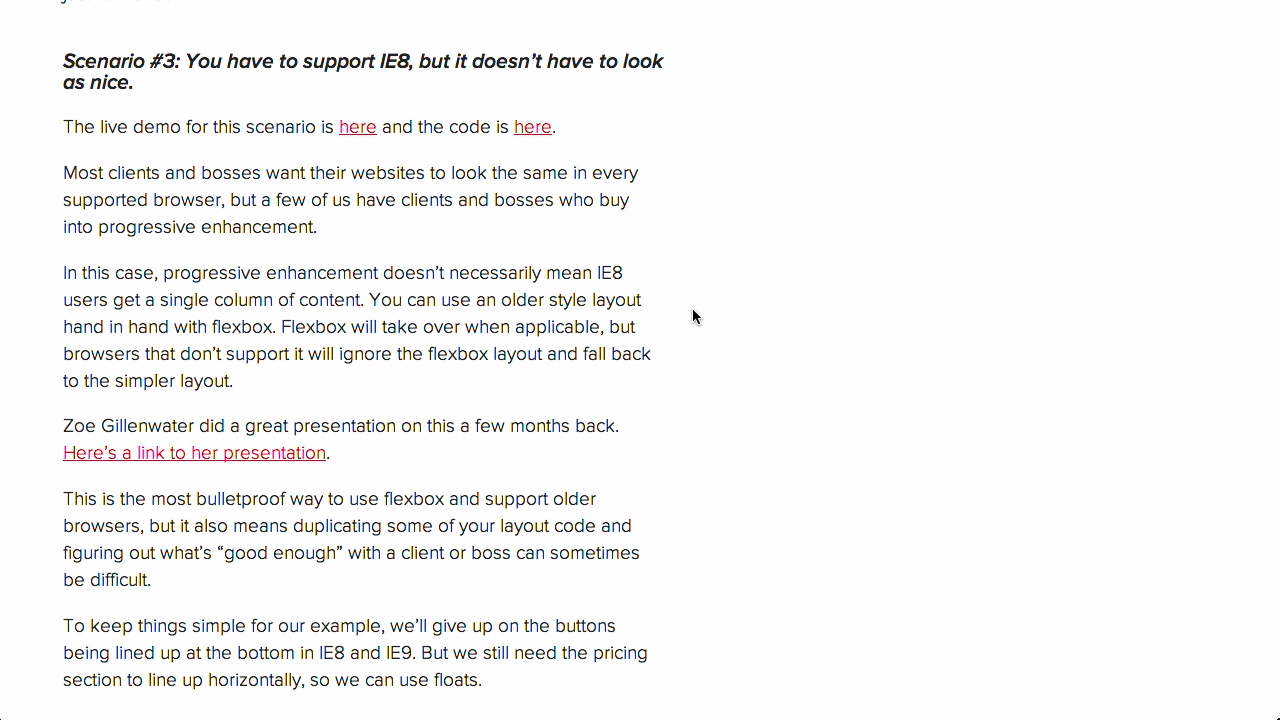 Scenario #3: You have to support IE8, but it doesn’t have to look
as nice.
The live demo for this scenario is here and the code is here.
Most clients and bosses want their websites to look the same in every
supported browser, but a few of us have clients and bosses who buy
into progressive enhancement.
In this case, progressive enhancement doesn’t necessarily mean IE8
users get a single column of content. You can use an older style layout
hand in hand with flexbox. Flexbox will take over when applicable, but
browsers that don’t support it will ignore the flexbox layout and fall back
to the simpler layout.
Zoe Gillenwater did a great presentation on this a few months back.
Here’s a link to her presentation.
This is the most bulletproof way to use flexbox and support older
browsers, but it also means duplicating some of your layout code and
figuring out what’s “good enough” with a client or boss can sometimes
be difficult.
To keep things simple for our example, we’ll give up on the buttons
being lined up at the bottom in IE8 and IE9. But we still need the pricing
section to line up horizontally, so we can use floats.